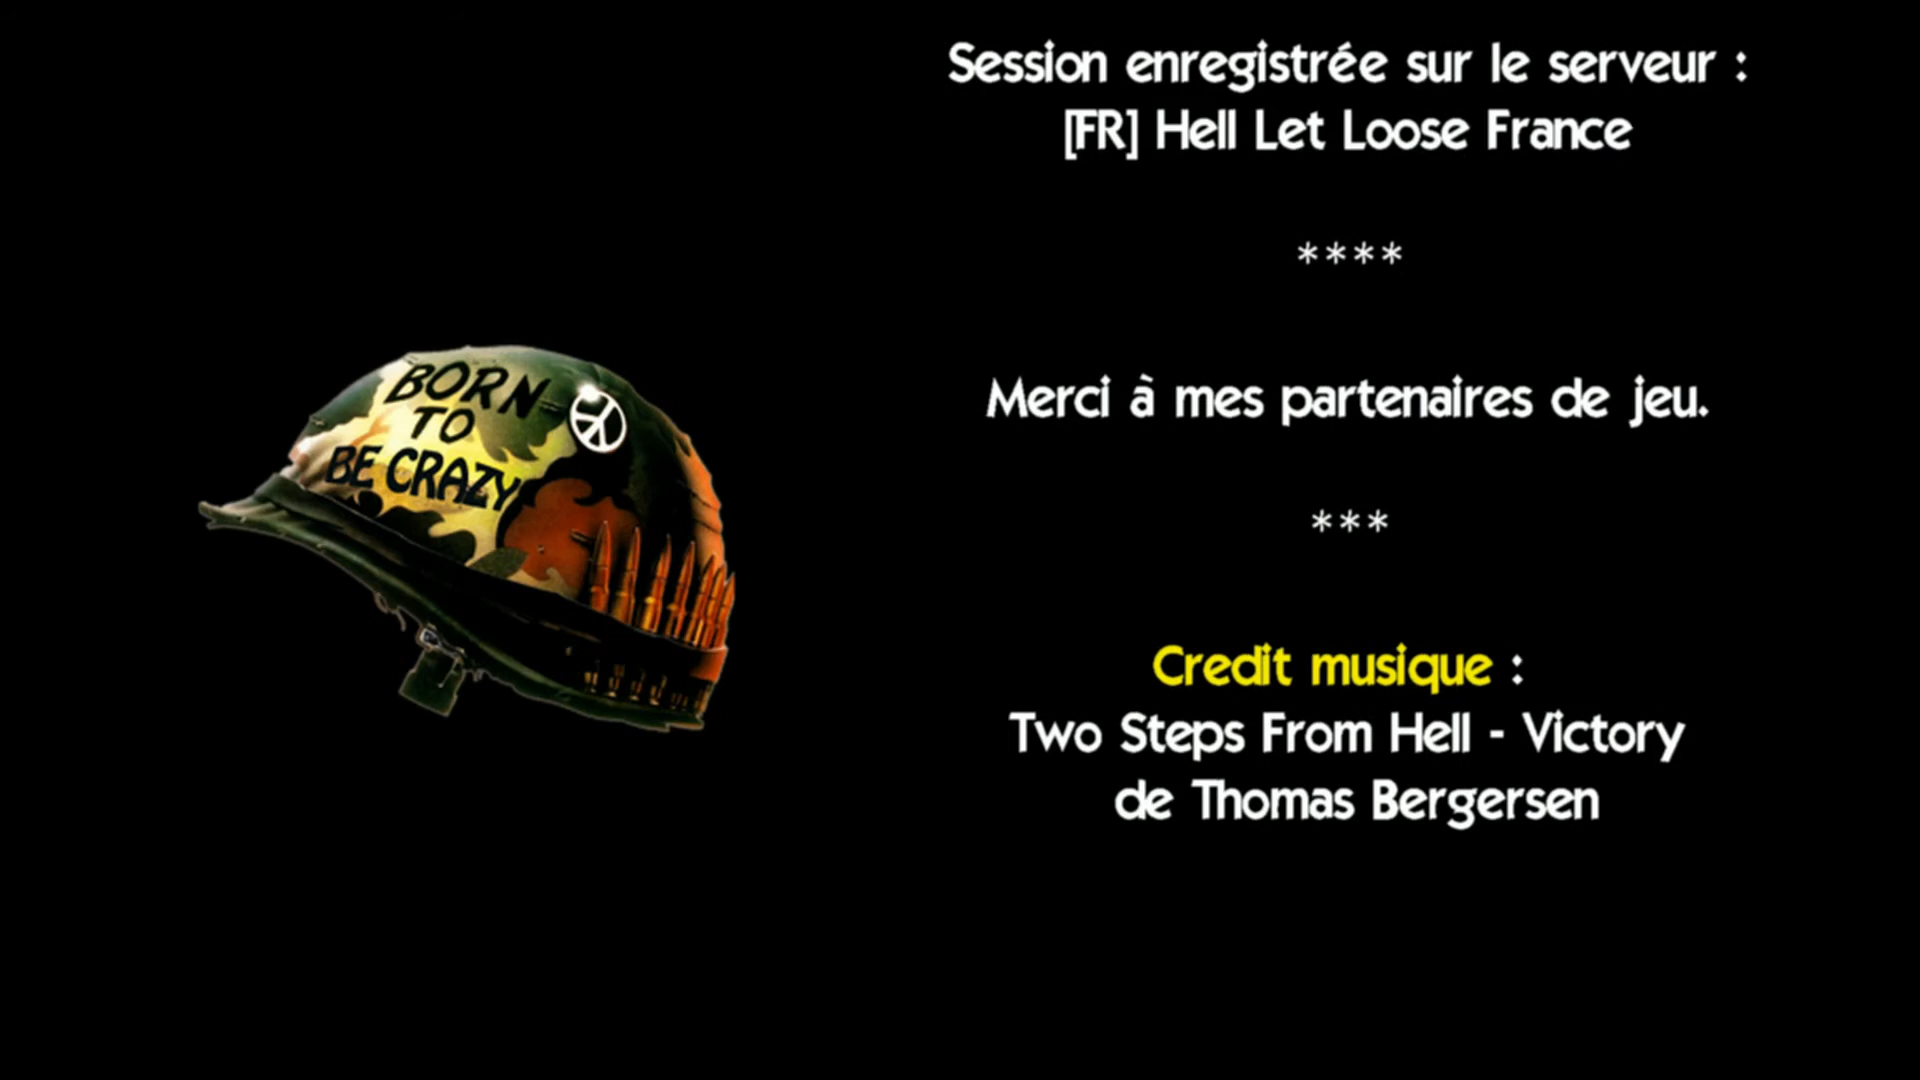 BORN
TO
BE CRAZY
Session enregistrée sur le serveur :
[FR] Hell Let Loose France
****
Merci à mes partenaires de jeu.
***
Credit musique :
Two Steps From Hell - Victory
de Thomas Bergersen